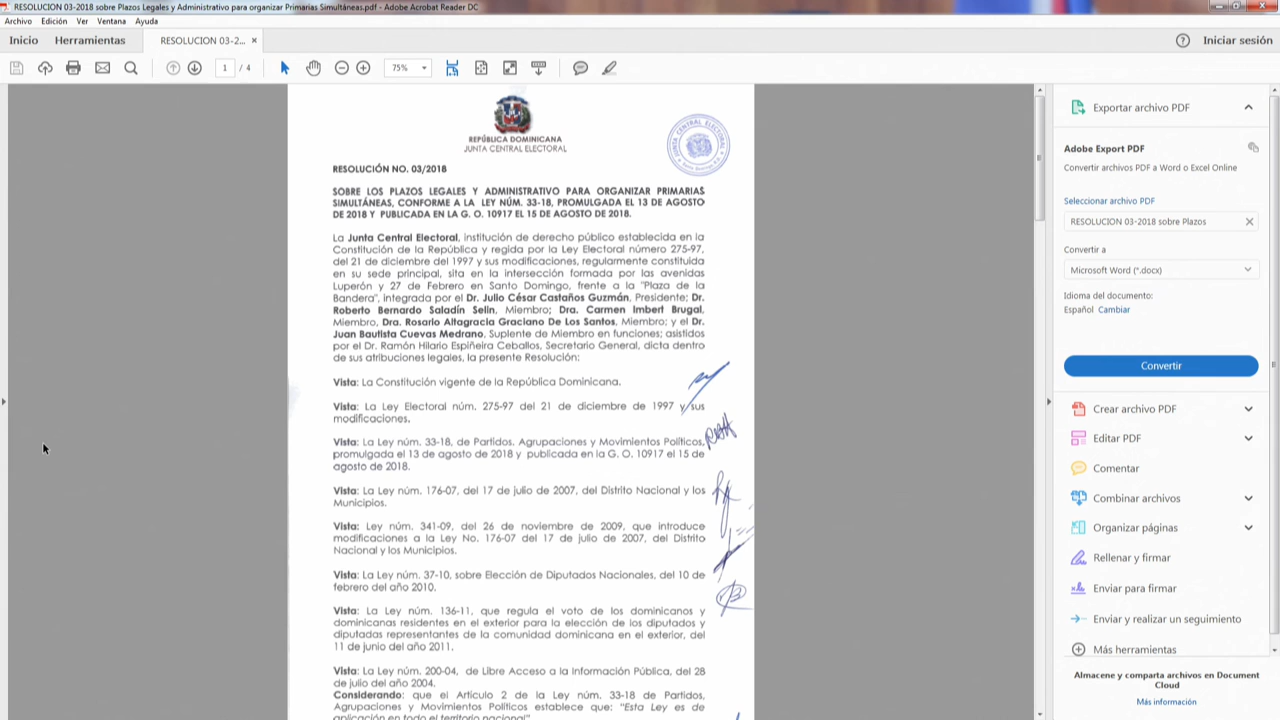 RESOLUCION 03-2018 sobre Plazos Legales y Administrativo para organizar Primarias Simultáneas.pdf - Adobe Acrobat Reader DC
Archivo Edición Ver Ventana Ayuda
Inicio Herramientas RESOLUCION 03-2... × Iniciar sesión
1 / 4 75%
REPÚBLICA DOMINICANA
JUNTA CENTRAL ELECTORAL
JUNTA CENTRAL ELECTORAL
RESOLUCIÓN NO. 03/2018
SOBRE LOS PLAZOS LEGALES Y ADMINISTRATIVO PARA ORGANIZAR PRIMARIAS
SIMULTÁNEAS, CONFORME A LA LEY NÚM. 33-18, PROMULGADA EL 13 DE AGOSTO
DE 2018 Y PUBLICADA EN LA G. O. 10917 EL 15 DE AGOSTO DE 2018.
La Junta Central Electoral, institución de derecho público establecida en la
Constitución de la República y regida por la Ley Electoral número 275-97,
del 21 de diciembre del 1997 y sus modificaciones, regularmente constituida
en su sede principal, sita en la intersección formada por las avenidas
Luperón y 27 de Febrero en Santo Domingo, frente a la "Plaza de la
Bandera", integrada por el Dr. Julio César Castaños Guzmán, Presidente; Dr.
Roberto Bernardo Saladín Selin, Miembro; Dra. Carmen Imbert Brugal,
Miembro, Dra. Rosario Altagracia Graciano De Los Santos, Miembro; y el Dr.
Juan Bautista Cuevas Medrano, Suplente de Miembro en funciones; asistidos
por el Dr. Ramón Hilario Espiñeira Ceballos, Secretario General, dicta dentro
de sus atribuciones legales, la presente Resolución:
Vista: La Constitución vigente de la República Dominicana.
Vista: La Ley Electoral núm. 275-97 del 21 de diciembre de 1997 y sus
modificaciones.
Vista: La Ley núm. 33-18, de Partidos, Agrupaciones y Movimientos Políticos,
promulgada el 13 de agosto de 2018 y publicada en la G. O. 10917 el 15 de
agosto de 2018.
Vista: La Ley núm. 176-07, del 17 de julio de 2007, del Distrito Nacional y los
Municipios.
Vista: Ley núm. 341-09, del 26 de noviembre de 2009, que introduce
modificaciones a la Ley No. 176-07 del 17 de julio de 2007, del Distrito
Nacional y los Municipios.
Vista: La Ley núm. 37-10, sobre Elección de Diputados Nacionales, del 10 de
febrero del año 2010.
Vista: La Ley núm. 136-11, que regula el voto de los dominicanos y
dominicanas residentes en el exterior para la elección de los diputados y
diputadas representantes de la comunidad dominicana en el exterior, del
11 de junio del año 2011.
Vista: La Ley núm. 200-04, de Libre Acceso a la Información Pública, del 28
de julio del año 2004.
Considerando: que el Artículo 2 de la Ley núm. 33-18 de Partidos,
Agrupaciones y Movimientos Políticos establece que: "Esta Ley es de
aplicación en todo el territorio nacional"
Exportar archivo PDF
Adobe Export PDF
Convertir archivos PDF a Word o Excel Online
Seleccionar archivo PDF
RESOLUCION 03-2018 sobre Plazos
Convertir a
Microsoft Word (*.docx)
Idioma del documento:
Español Cambiar
Convertir
Crear archivo PDF
Editar PDF
Comentar
Combinar archivos
Organizar páginas
Rellenar y firmar
Enviar para firmar
Enviar y realizar un seguimiento
Más herramientas
Almacene y comparta archivos en Document
Cloud
Más información